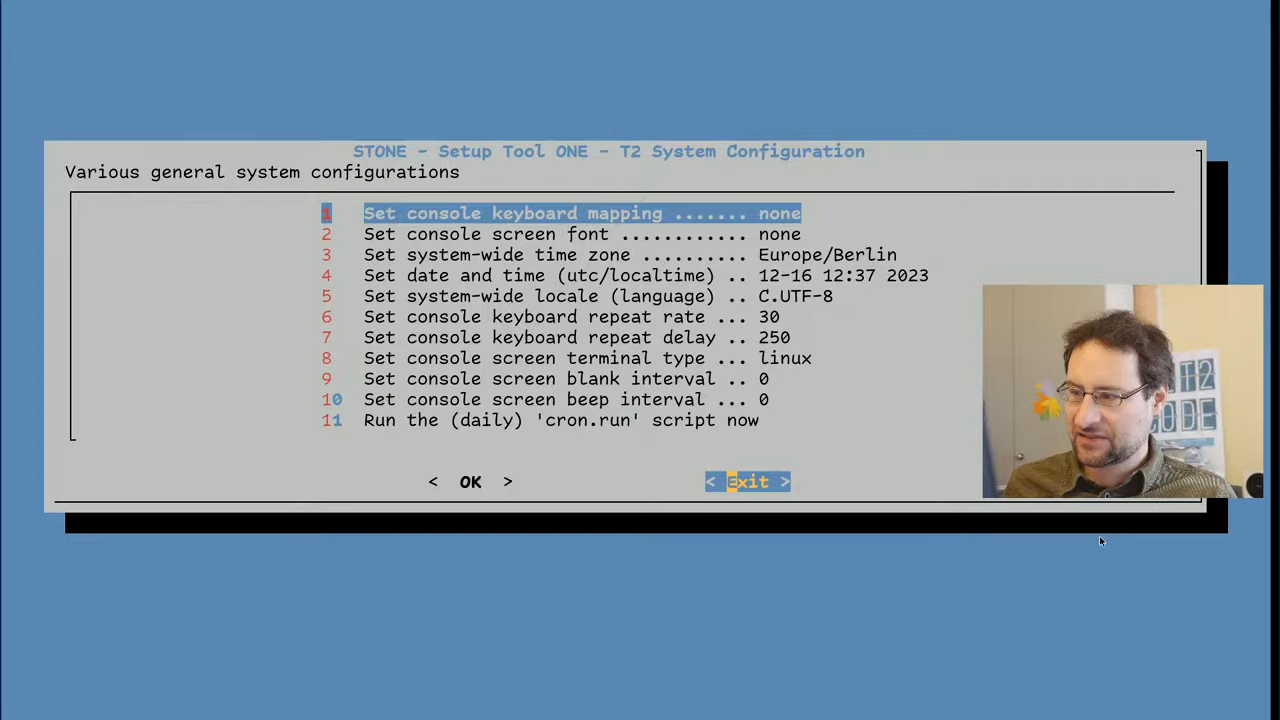 STONE - Setup Tool ONE - T2 System Configuration
Various general system configurations
1 Set console keyboard mapping ....... none
2 Set console screen font ............ none
3 Set system-wide time zone .......... Europe/Berlin
4 Set date and time (utc/localtime) .. 12-16 12:37 2023
5 Set system-wide locale (language) .. C.UTF-8
6 Set console keyboard repeat rate ... 30
7 Set console keyboard repeat delay .. 250
8 Set console screen terminal type ... linux
9 Set console screen blank interval .. 0
10 Set console screen beep interval ... 0
11 Run the (daily) 'cron.run' script now
< OK > < Exit >
T2
CODE